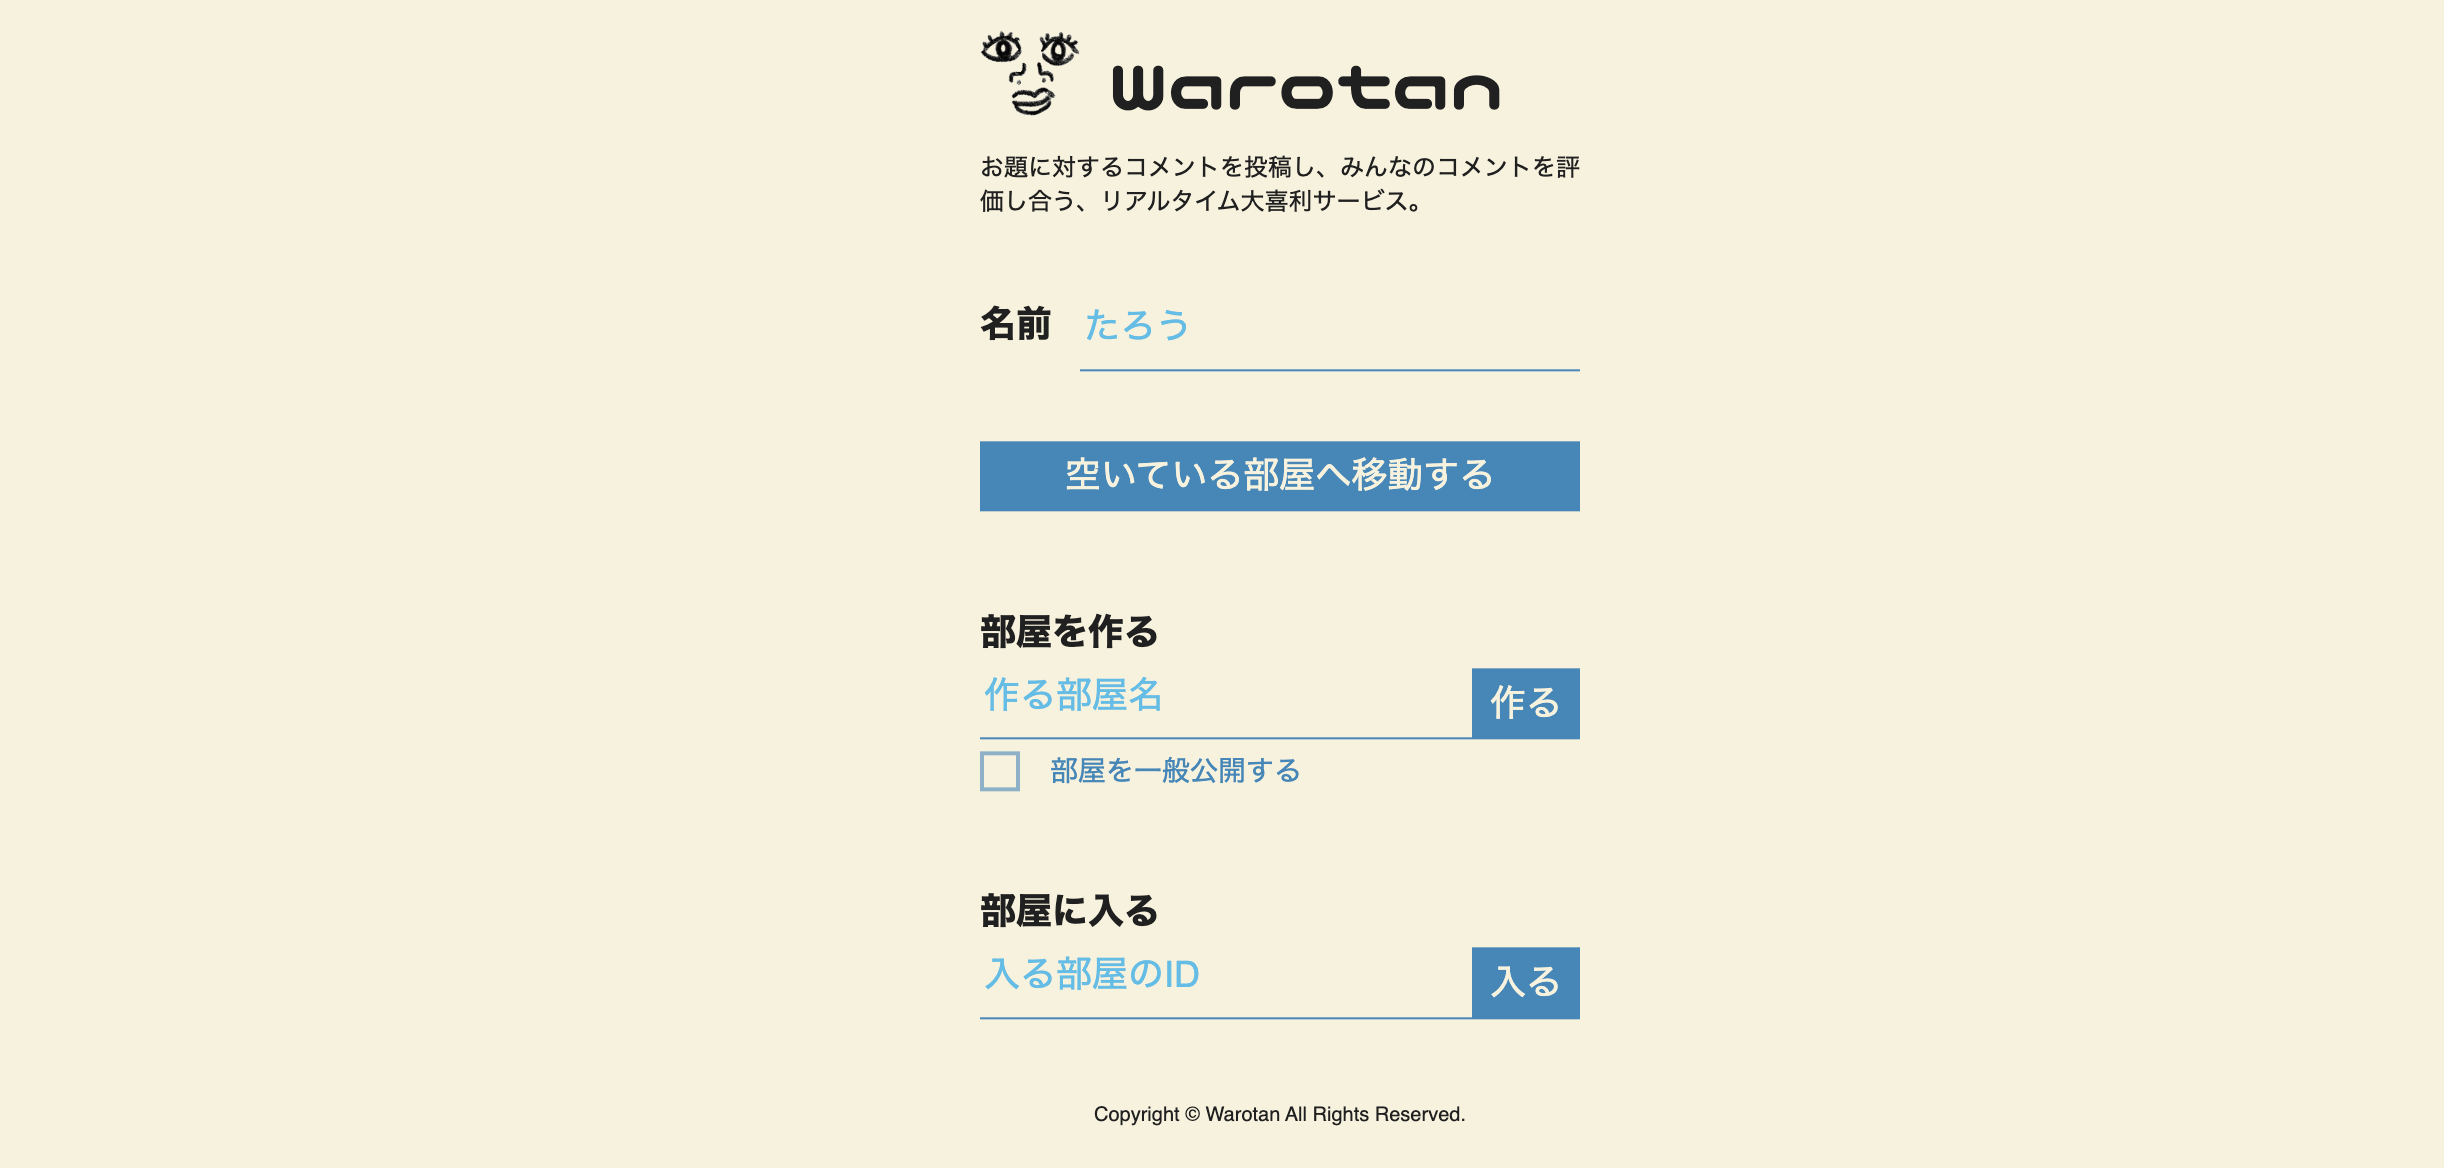 Warotan
お題に対するコメントを投稿し、みんなのコメントを評
価し合う、リアルタイム大喜利サービス。
名前 たろう
空いている部屋へ移動する
部屋を作る
作る部屋名 作る
部屋を一般公開する
部屋に入る
入る部屋のID 入る
Copyright © Warotan All Rights Reserved.